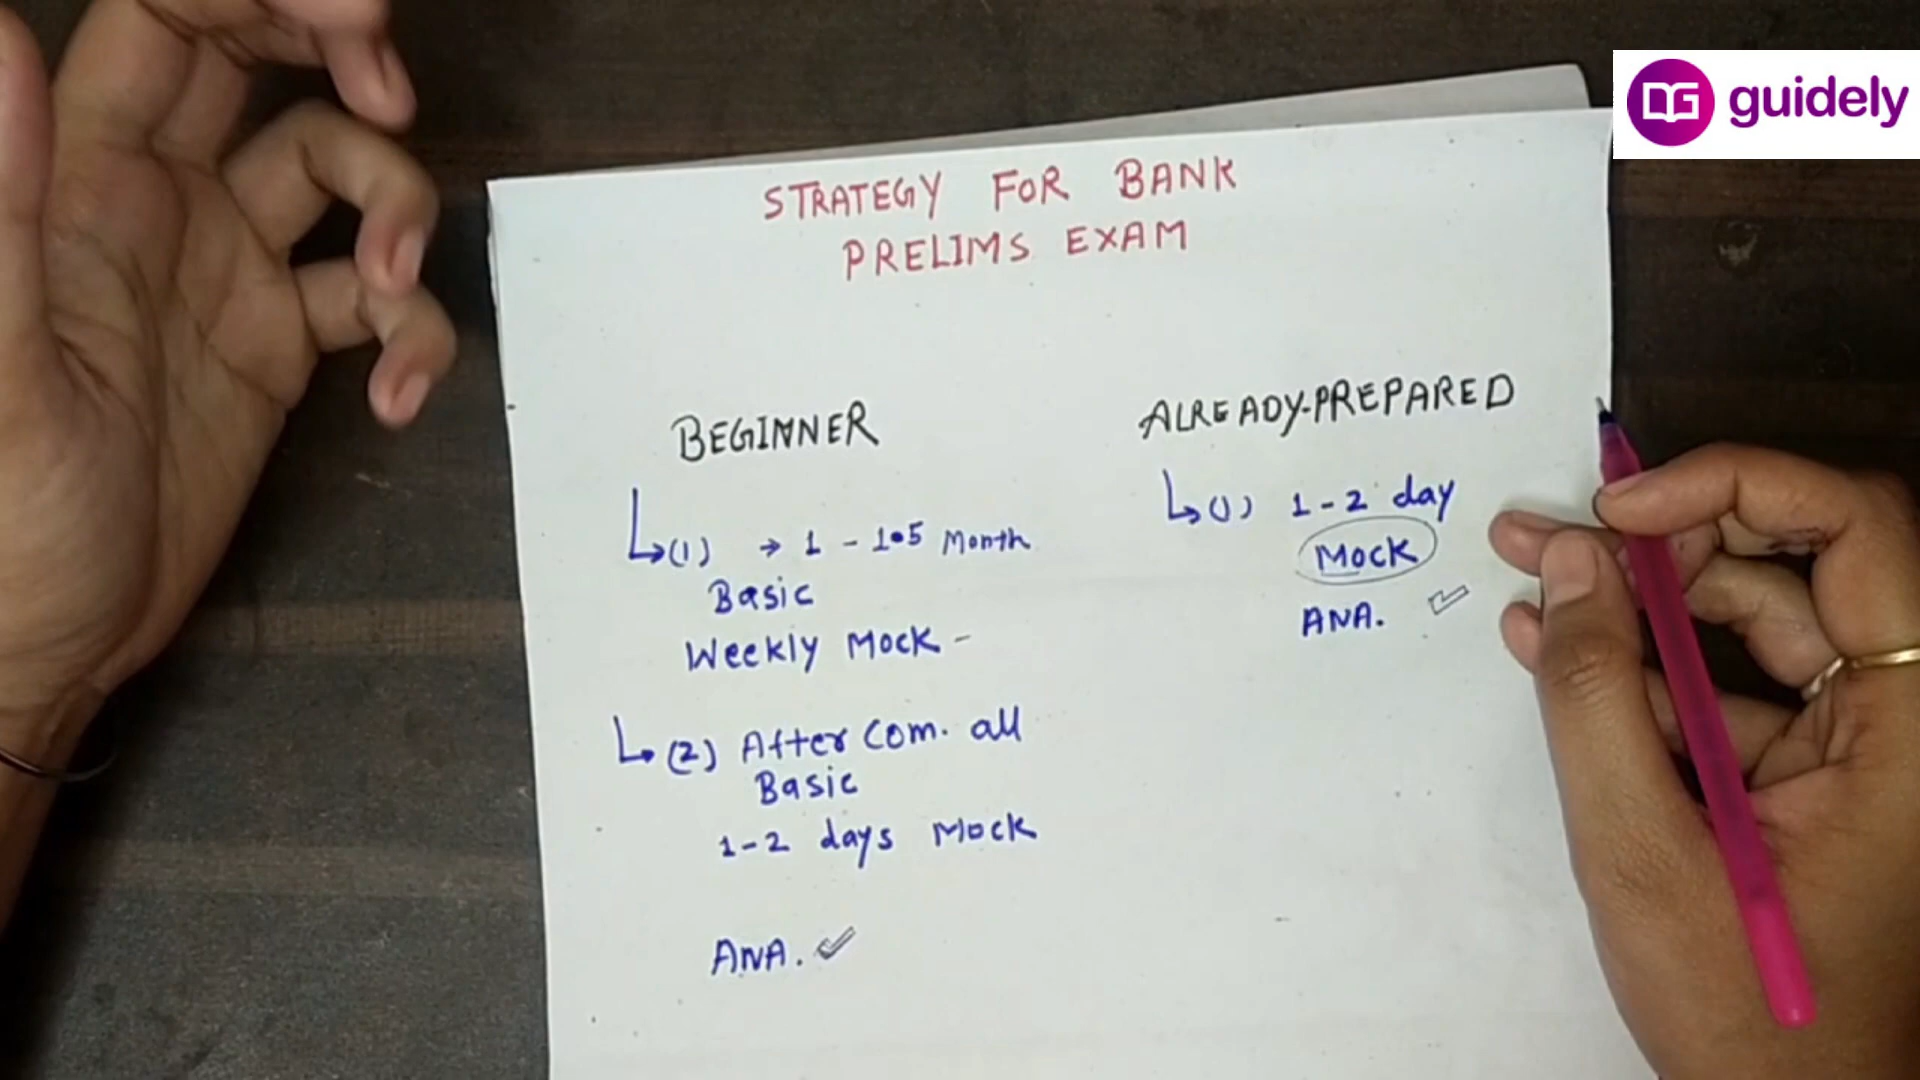 guidely
STRATEGY FOR BANK
PRELIMS EXAM
BEGINNER
(1) → 1 - 1.5 Month
Basic
Weekly Mock -
(2) After com. all
Basic
1-2 days Mock
ANA. ✓
ALREADY-PREPARED
(1) 1-2 day
Mock
ANA. ✓